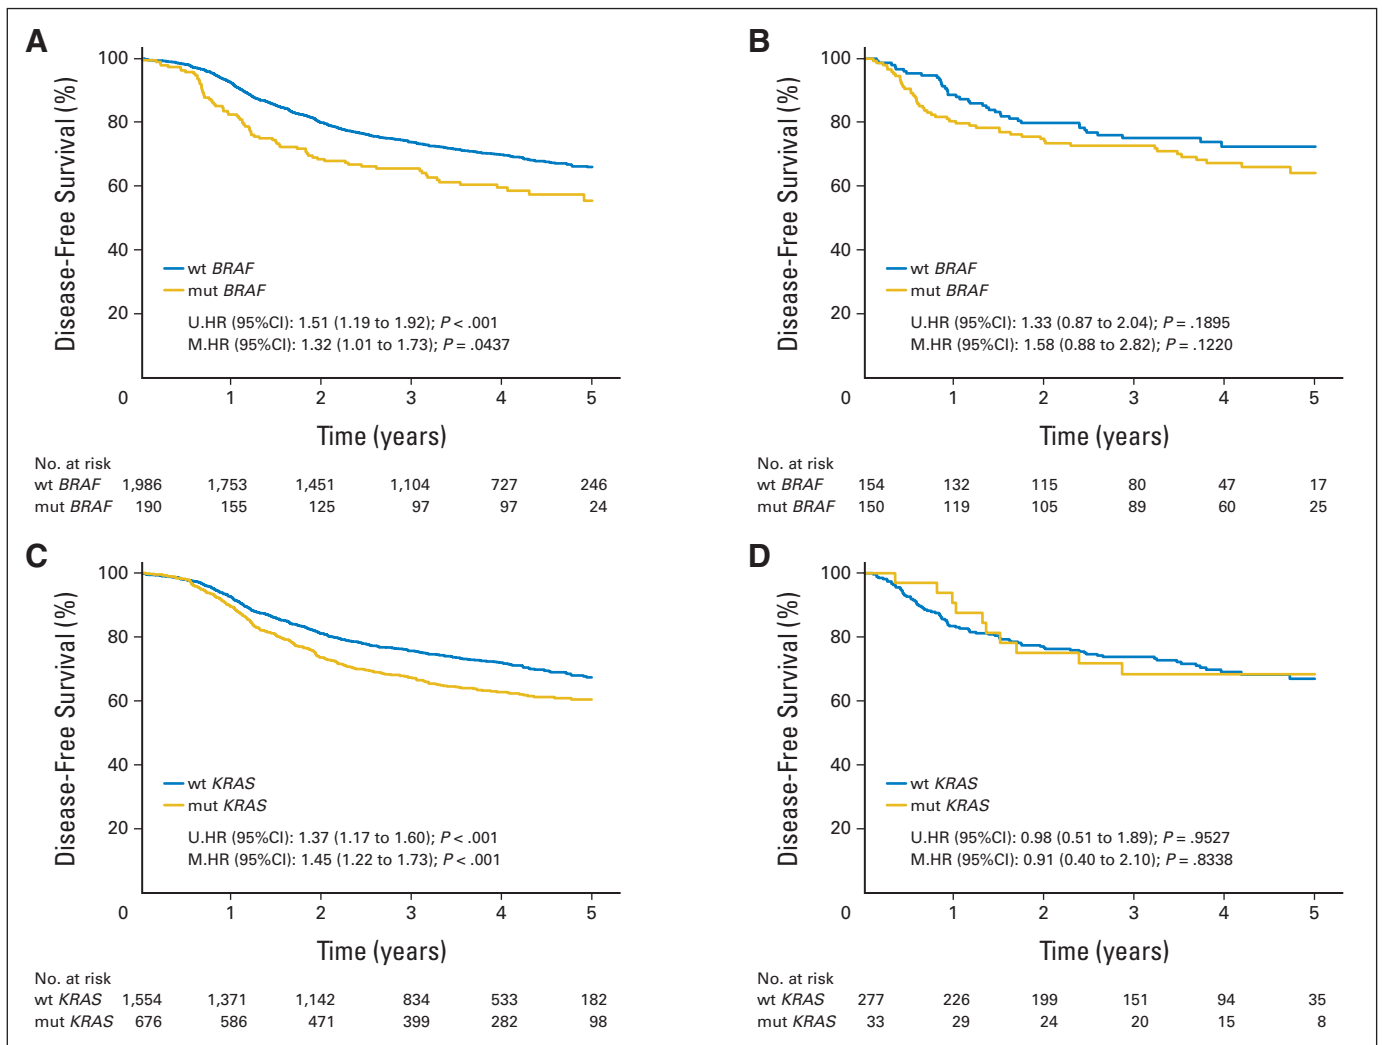 A
100
80
60
40
20
Disease-Free Survival (%)
wt BRAF
mut BRAF
U.HR (95%CI): 1.51 (1.19 to 1.92); P < .001
M.HR (95%CI): 1.32 (1.01 to 1.73); P = .0437
0 1 2 3 4 5
Time (years)
No. at risk
wt BRAF 1,986 1,753 1,451 1,104 727 246
mut BRAF 190 155 125 97 97 24
B
100
80
60
40
20
Disease-Free Survival (%)
wt BRAF
mut BRAF
U.HR (95%CI): 1.33 (0.87 to 2.04); P = .1895
M.HR (95%CI): 1.58 (0.88 to 2.82); P = .1220
0 1 2 3 4 5
Time (years)
No. at risk
wt BRAF 154 132 115 80 47 17
mut BRAF 150 119 105 89 60 25
C
100
80
60
40
20
Disease-Free Survival (%)
wt KRAS
mut KRAS
U.HR (95%CI): 1.37 (1.17 to 1.60); P < .001
M.HR (95%CI): 1.45 (1.22 to 1.73); P < .001
0 1 2 3 4 5
Time (years)
No. at risk
wt KRAS 1,554 1,371 1,142 834 533 182
mut KRAS 676 586 471 399 282 98
D
100
80
60
40
20
Disease-Free Survival (%)
wt KRAS
mut KRAS
U.HR (95%CI): 0.98 (0.51 to 1.89); P = .9527
M.HR (95%CI): 0.91 (0.40 to 2.10); P = .8338
0 1 2 3 4 5
Time (years)
No. at risk
wt KRAS 277 226 199 151 94 35
mut KRAS 33 29 24 20 15 8